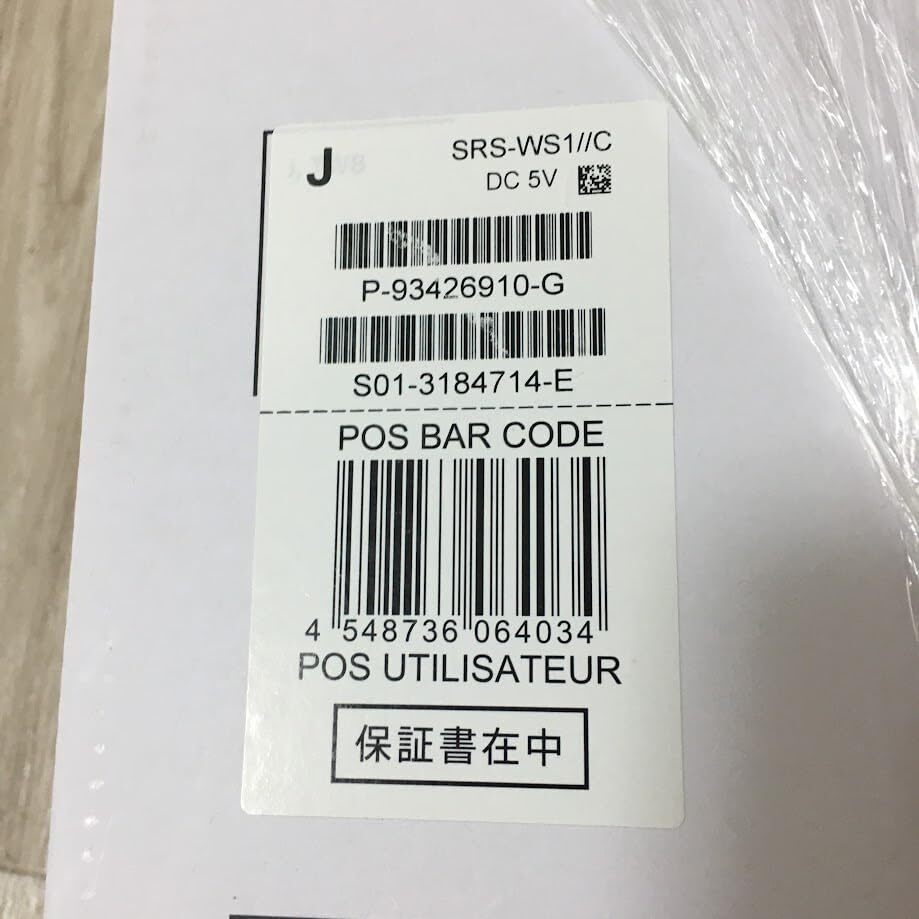 J
SRS-WS1//C
DC 5V
P-93426910-G
S01-3184714-E
POS BAR CODE
4 548736 064034
POS UTILISATEUR
保証書在中